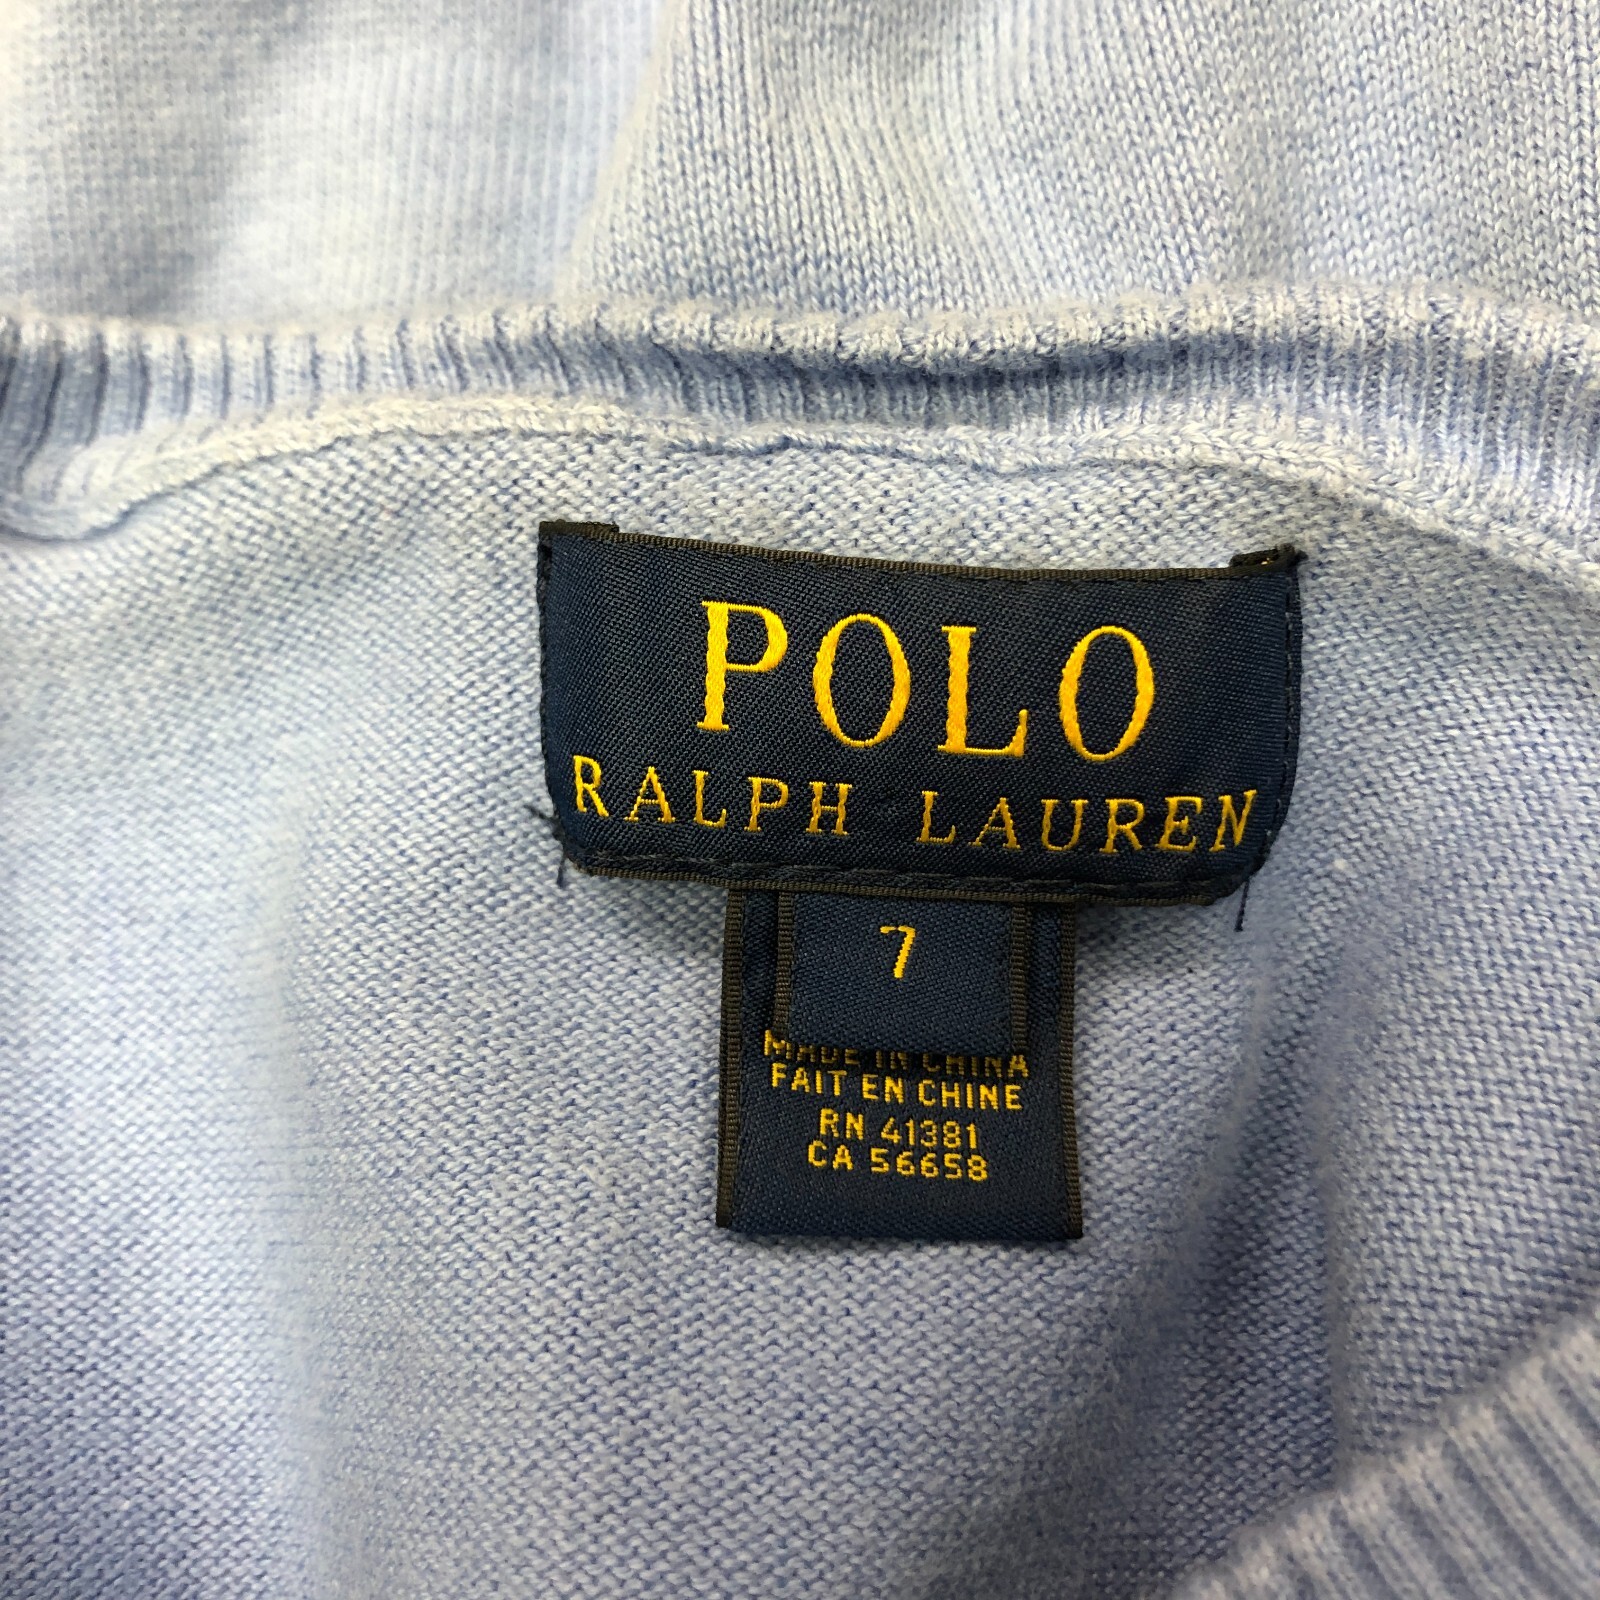 POLO
RALPH LAUREN
7
MADE IN CHINA
FAIT EN CHINE
RN 41381
CA 56658